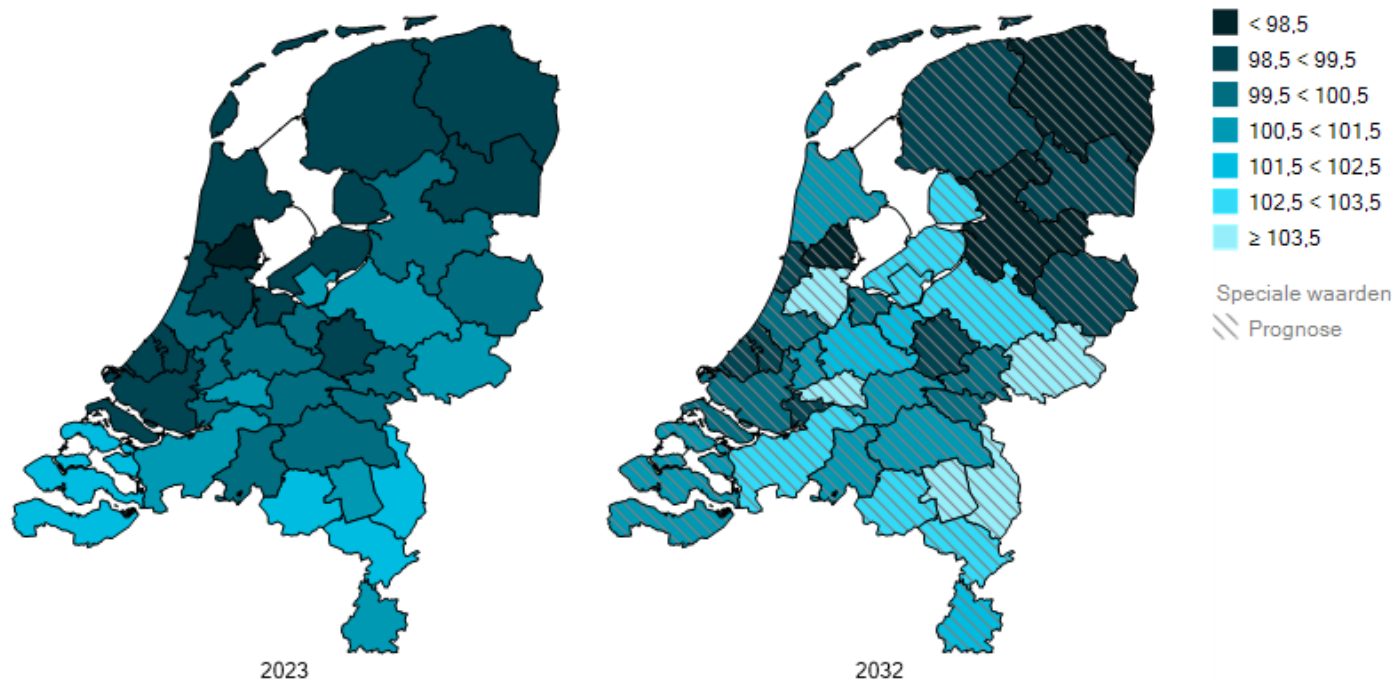 < 98,5
98,5 < 99,5
99,5 < 100,5
100,5 < 101,5
101,5 < 102,5
102,5 < 103,5
≥ 103,5
Speciale waarden
Prognose
2023
2032